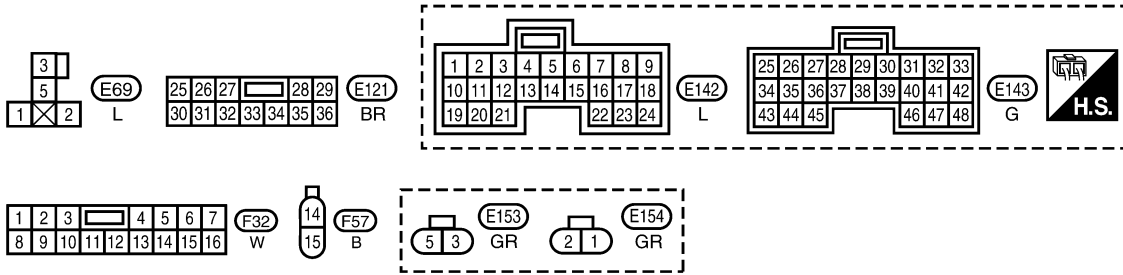 3
5
1 2
E69
L
25 26 27 28 29
30 31 32 33 34 35 36
E121
BR
1 2 3 4 5 6 7 8 9
10 11 12 13 14 15 16 17 18
19 20 21 22 23 24
E142
L
25 26 27 28 29 30 31 32 33
34 35 36 37 38 39 40 41 42
43 44 45 46 47 48
E143
G
H.S.
1 2 3 4 5 6 7
8 9 10 11 12 13 14 15 16
F32
W
14
15
F57
B
5 3
E153
GR
2 1
E154
GR